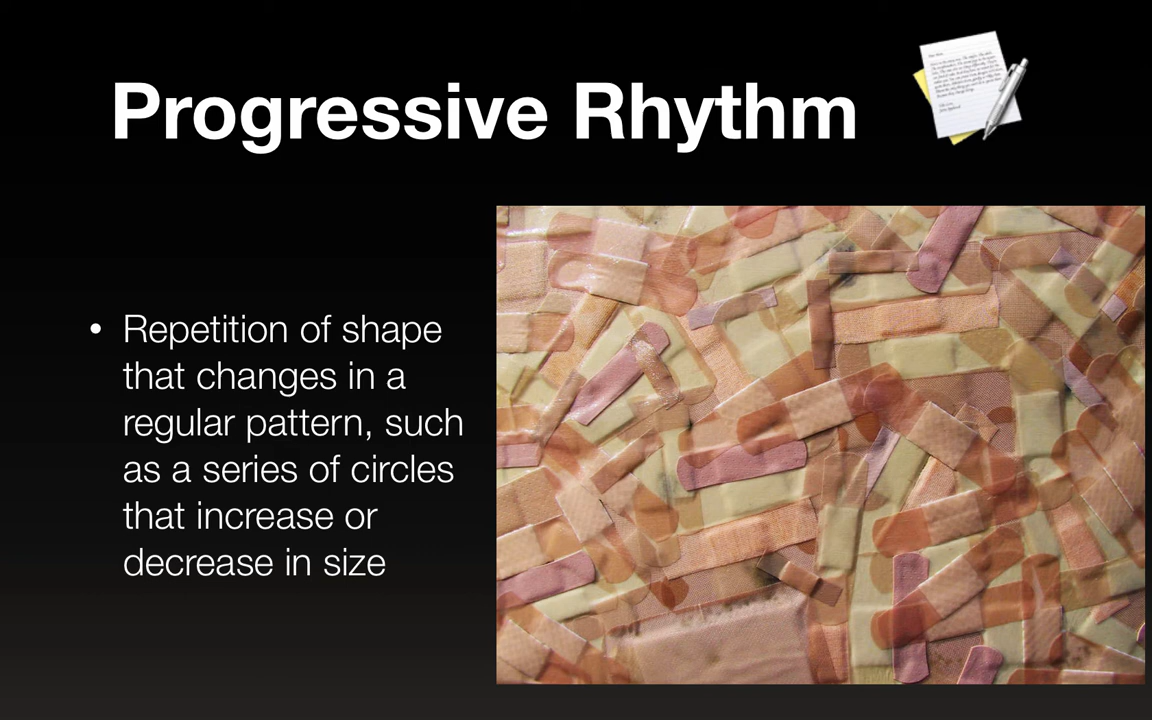 Progressive Rhythm
• Repetition of shape
that changes in a
regular pattern, such
as a series of circles
that increase or
decrease in size